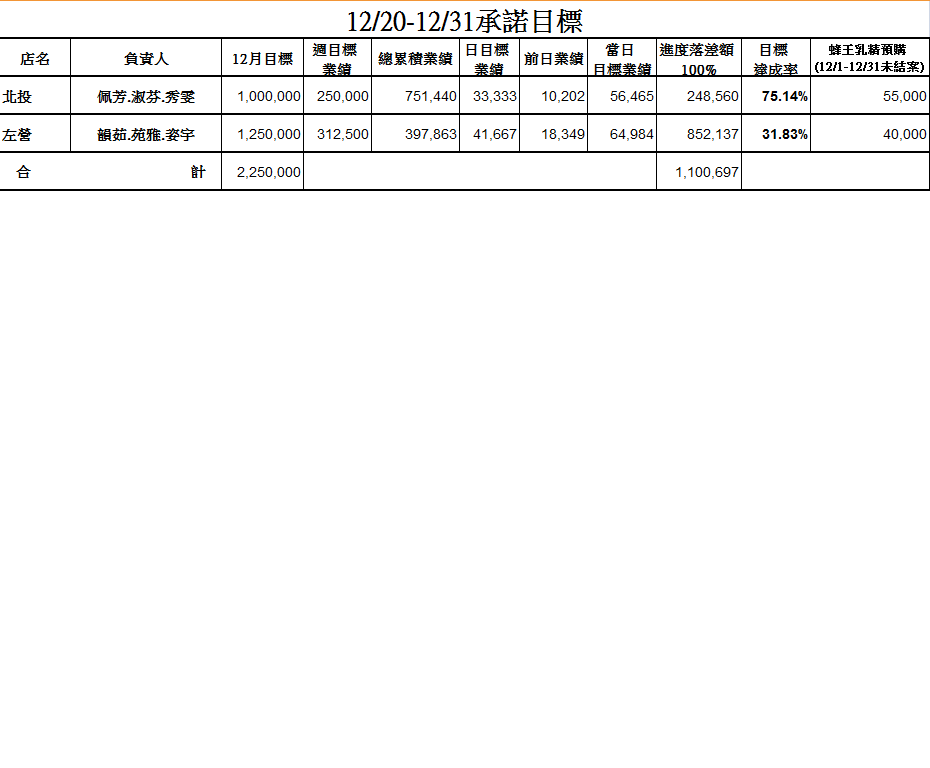 12/20-12/31承諾目標
店名 負責人 12月目標 週目標業績 總累積業績 日目標業績 前日業績 當日目標業績 進度落差額100% 目標達成率 蜂王乳精預購(12/1-12/31未結案)
北投 佩芳.淑芬.秀雯 1,000,000 250,000 751,440 33,333 10,202 56,465 248,560 75.14% 55,000
左營 韻茹.苑雅.姿宇 1,250,000 312,500 397,863 41,667 18,349 64,984 852,137 31.83% 40,000
合計 2,250,000 1,100,697